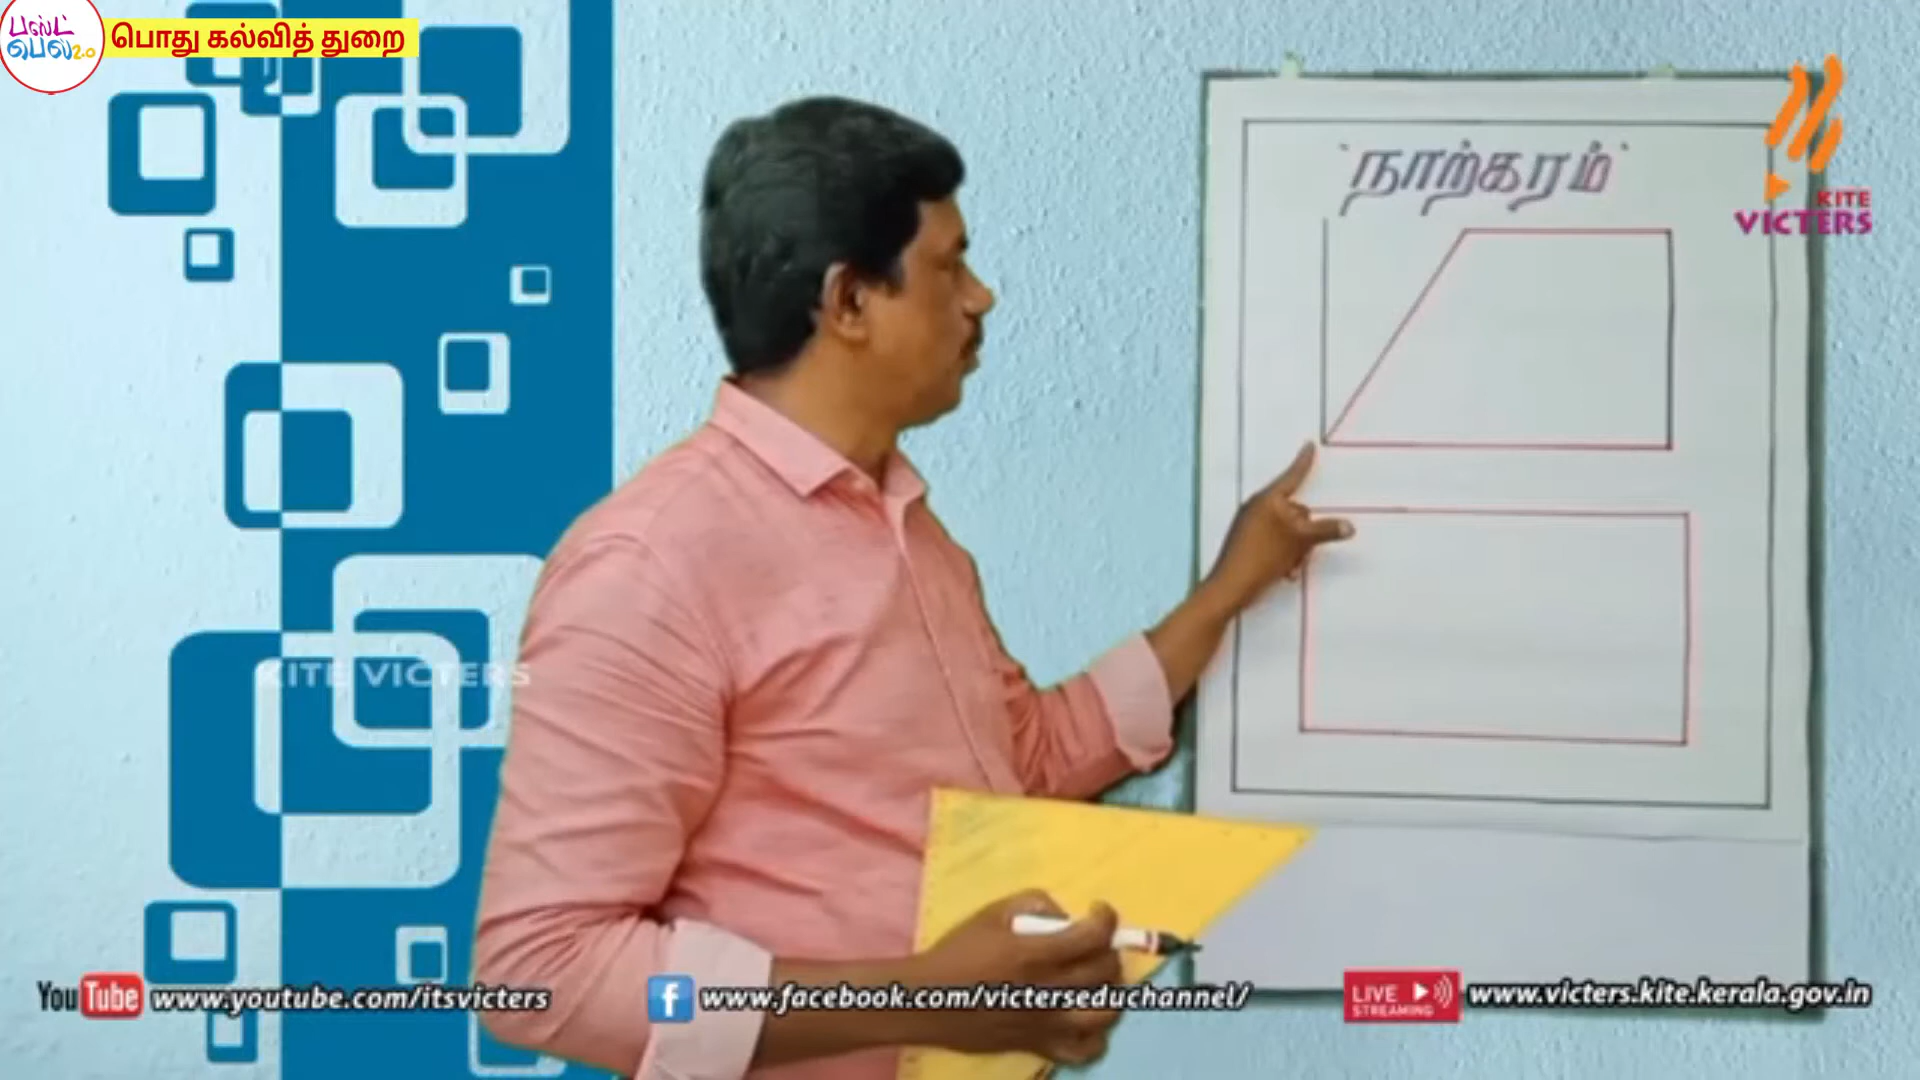 பஸ்ட்
பெல் 2.0
பொது கல்வித் துறை
'நாற்கரம்'
KITE
VICTERS
KITE VICTERS
You Tube www.youtube.com/itsvicters
f www.facebook.com/victerseduchannel/
LIVE
STREAMING
www.victers.kite.kerala.gov.in